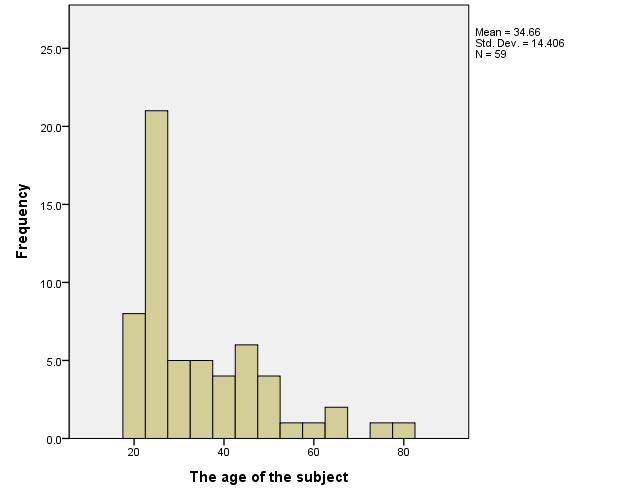 Mean = 34.66
Std. Dev. = 14.406
N = 59
25.0
20.0
15.0
10.0
5.0
0.0
Frequency
20 40 60 80
The age of the subject